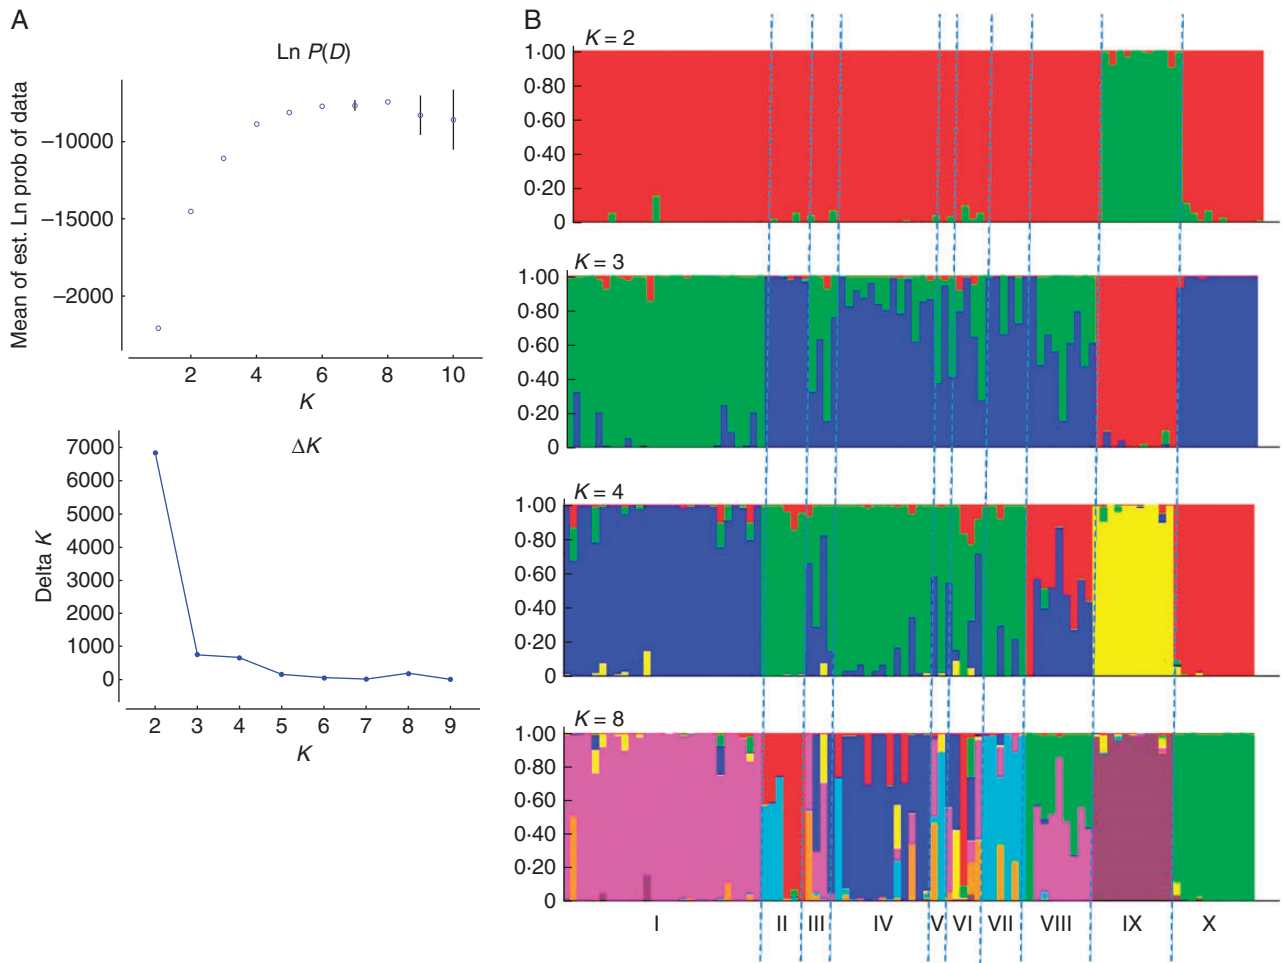 A
Ln P(D)
Mean of est. Ln prob of data
–10000
–15000
–2000
2 4 6 8 10
K
ΔK
Delta K
7000
6000
5000
4000
3000
2000
1000
0
2 3 4 5 6 7 8 9
K
B
K = 2
1·00
0·80
0·60
0·40
0·20
0
K = 3
1·00
0·80
0·60
0·40
0·20
0
K = 4
1·00
0·80
0·60
0·40
0·20
0
K = 8
1·00
0·80
0·60
0·40
0·20
0
I II III IV V VI VII VIII IX X